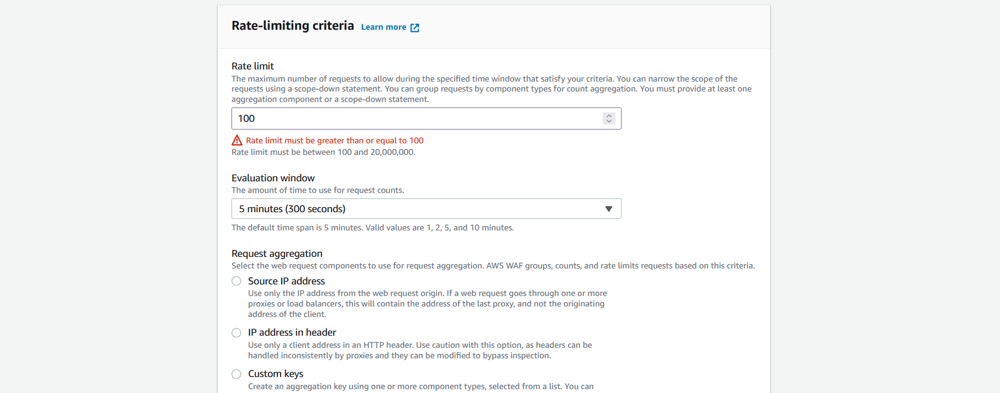 Rate-limiting criteria Learn more
Rate limit
The maximum number of requests to allow during the specified time window that satisfy your criteria. You can narrow the scope of the
requests using a scope-down statement. You can group requests by component types for count aggregation. You must provide at least one
aggregation component or a scope-down statement.
100
Rate limit must be greater than or equal to 100
Rate limit must be between 100 and 20,000,000.
Evaluation window
The amount of time to use for request counts.
5 minutes (300 seconds)
The default time span is 5 minutes. Valid values are 1, 2, 5, and 10 minutes.
Request aggregation
Select the web request components to use for request aggregation. AWS WAF groups, counts, and rate limits requests based on this criteria.
Source IP address
Use only the IP address from the web request origin. If a web request goes through one or more
proxies or load balancers, this will contain the address of the last proxy, and not the originating
address of the client.
IP address in header
Use only a client address in an HTTP header. Use caution with this option, as headers can be
handled inconsistently by proxies and they can be modified to bypass inspection.
Custom keys
Create an aggregation key using one or more component types, selected from a list. You can